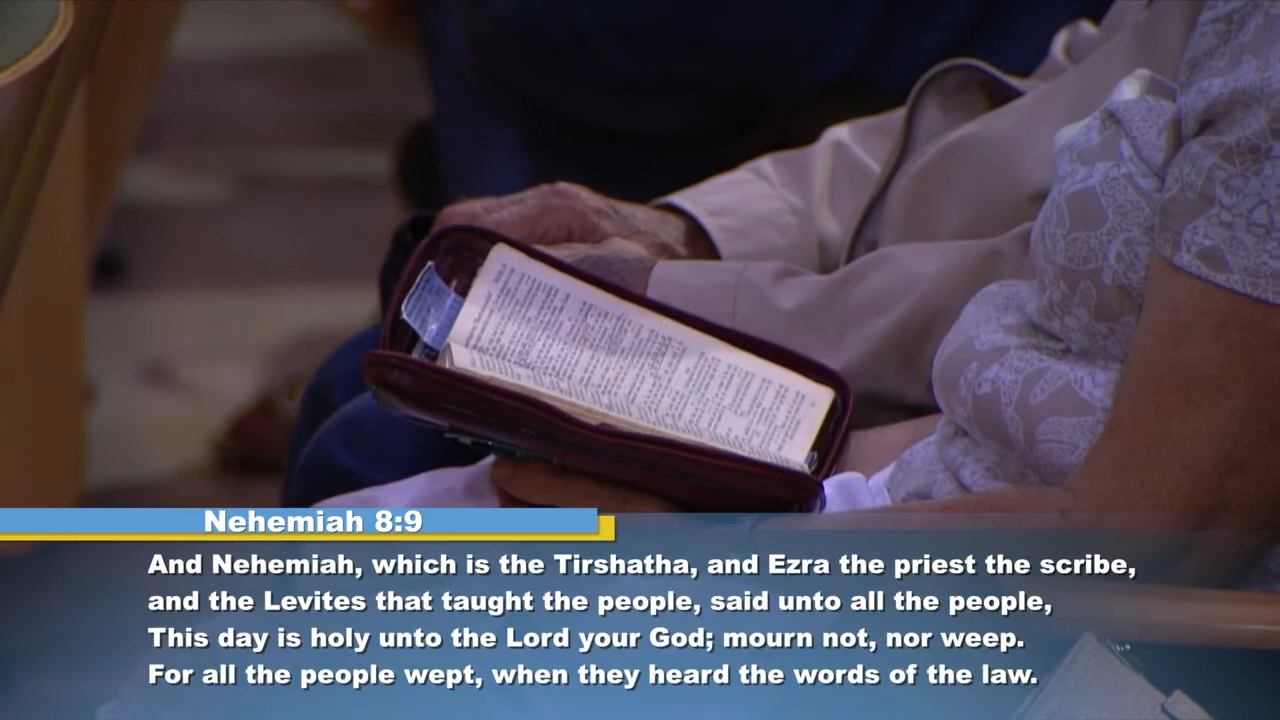 Nehemiah 8:9
And Nehemiah, which is the Tirshatha, and Ezra the priest the scribe,
and the Levites that taught the people, said unto all the people,
This day is holy unto the Lord your God; mourn not, nor weep.
For all the people wept, when they heard the words of the law.